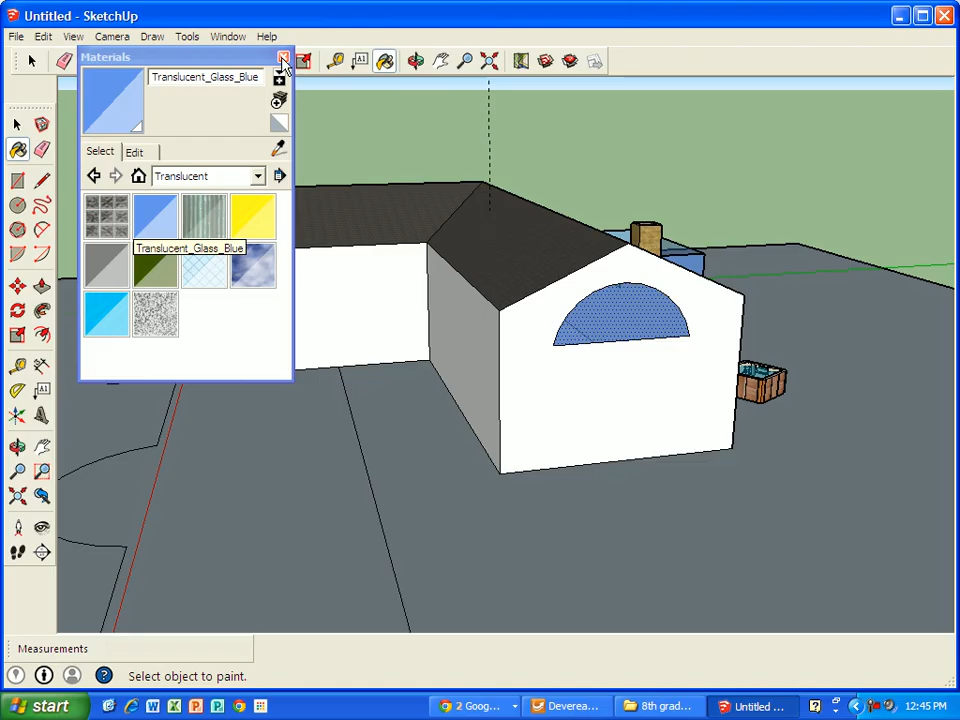 Untitled - SketchUp
File Edit View Camera Draw Tools Window Help
Materials
Translucent_Glass_Blue
Select Edit
Translucent
Translucent_Glass_Blue
Measurements
Select object to paint.
start
2 Goog...
Deverea...
8th grad...
Untitled ...
12:45 PM